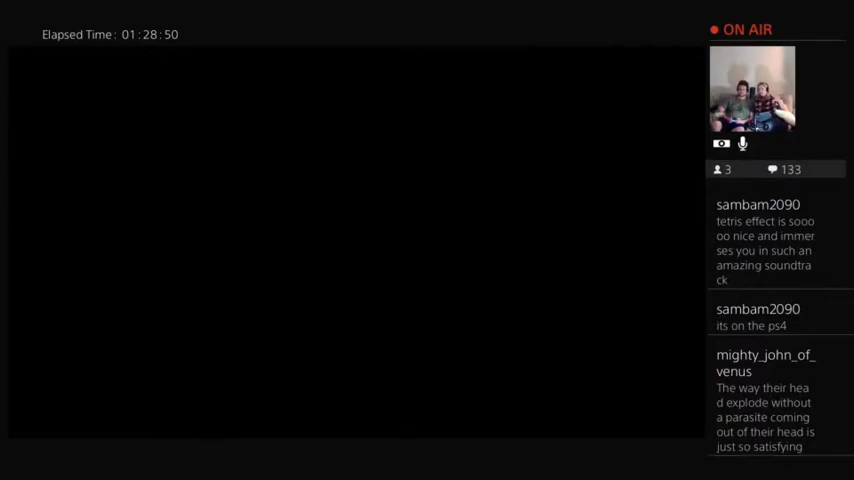 Elapsed Time: 01:28:50
ON AIR
3 133
sambam2090
tetris effect is sooo
oo nice and immer
ses you in such an
amazing soundtra
ck
sambam2090
its on the ps4
mighty_john_of_
venus
The way their hea
d explode without
a parasite coming
out of their head is
just so satisfying